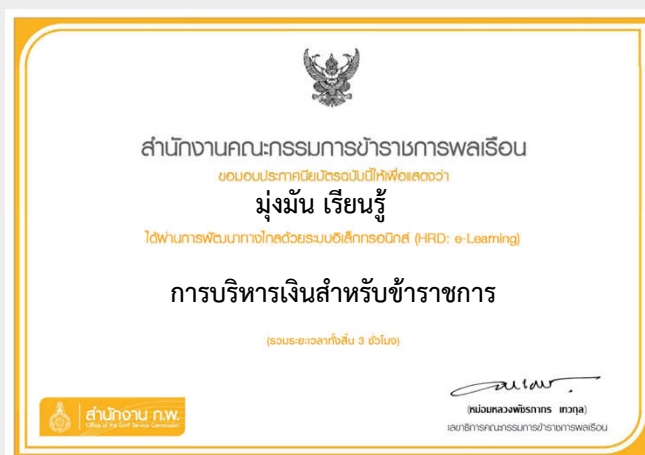 สำนักงานคณะกรรมการข้าราชการพลเรือน
ขอมอบประกาศนียบัตรฉบับนี้ให้เพื่อแสดงว่า
มุ่งมัน เรียนรู้
ได้ผ่านการพัฒนาทางไกลด้วยระบบอิเล็กทรอนิกส์ (HRD: e-Learning)
การบริหารเงินสำหรับข้าราชการ
(รวมระยะเวลาทั้งสิ้น 3 ชั่วโมง)
(หม่อมหลวงพัชรภากร เทวกุล)
เลขาธิการคณะกรรมการข้าราชการพลเรือน
สำนักงาน ก.พ.
Office of the Civil Service Commission